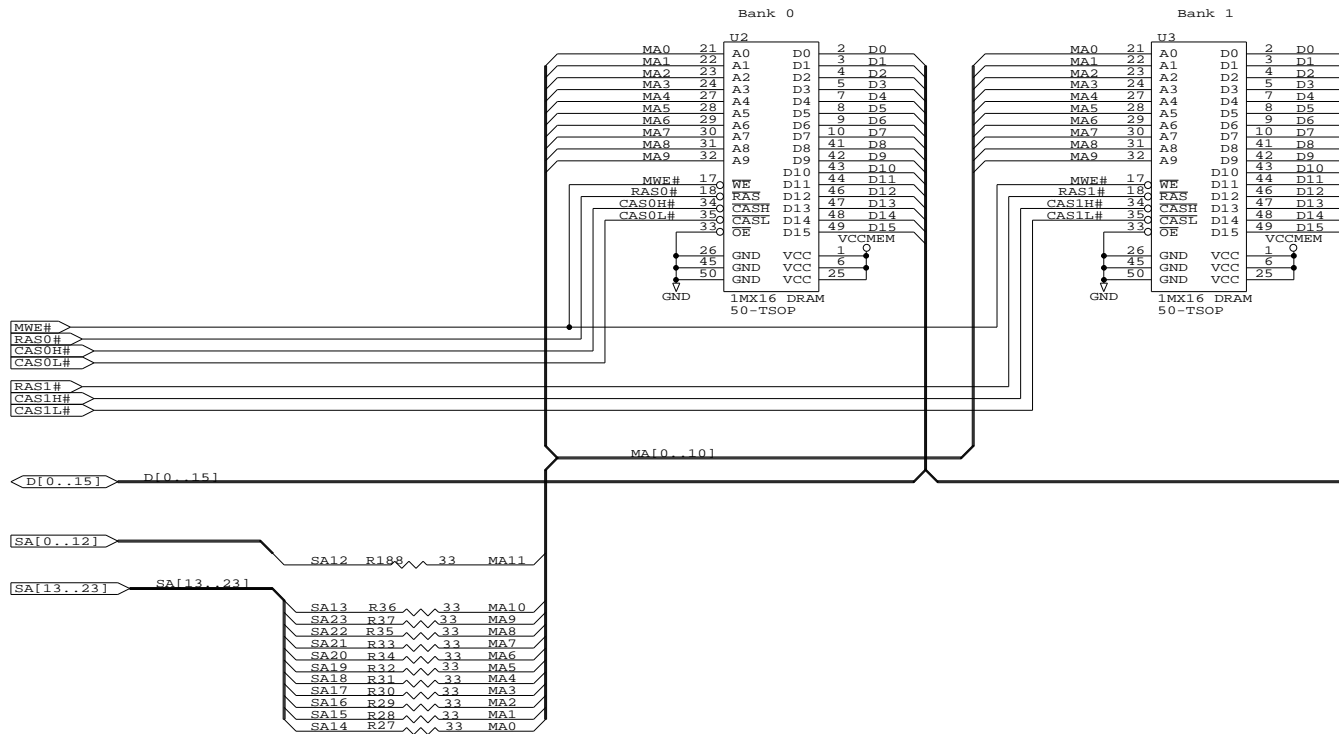 Bank 0 Bank 1
U2 U3
MA0 21 A0 D0 2 D0 MA0 21 A0 D0 2 D0
MA1 22 A1 D1 3 D1 MA1 22 A1 D1 3 D1
MA2 23 A2 D2 4 D2 MA2 23 A2 D2 4 D2
MA3 24 A3 D3 5 D3 MA3 24 A3 D3 5 D3
MA4 27 A4 D4 7 D4 MA4 27 A4 D4 7 D4
MA5 28 A5 D5 8 D5 MA5 28 A5 D5 8 D5
MA6 29 A6 D6 9 D6 MA6 29 A6 D6 9 D6
MA7 30 A7 D7 10 D7 MA7 30 A7 D7 10 D7
MA8 31 A8 D8 41 D8 MA8 31 A8 D8 41 D8
MA9 32 A9 D9 42 D9 MA9 32 A9 D9 42 D9
D10 43 D10 D10 43 D10
MWE# 17 WE D11 44 D11 MWE# 17 WE D11 44 D11
RAS0# 18 RAS D12 46 D12 RAS1# 18 RAS D12 46 D12
CAS0H# 34 CASH D13 47 D13 CAS1H# 34 CASH D13 47 D13
CAS0L# 35 CASL D14 48 D14 CAS1L# 35 CASL D14 48 D14
33 OE D15 49 D15 33 OE D15 49 D15
VCCMEM VCCMEM
26 GND VCC 1 26 GND VCC 1
45 GND VCC 6 45 GND VCC 6
50 GND VCC 25 50 GND VCC 25
GND 1MX16 DRAM GND 1MX16 DRAM
50-TSOP 50-TSOP
MWE#
RAS0#
CAS0H#
CAS0L#
RAS1#
CAS1H#
CAS1L#
MA[0..10]
D[0..15] D[0..15]
SA[0..12]
SA12 R188 33 MA11
SA[13..23] SA[13..23]
SA13 R36 33 MA10
SA23 R37 33 MA9
SA22 R35 33 MA8
SA21 R33 33 MA7
SA20 R34 33 MA6
SA19 R32 33 MA5
SA18 R31 33 MA4
SA17 R30 33 MA3
SA16 R29 33 MA2
SA15 R28 33 MA1
SA14 R27 33 MA0